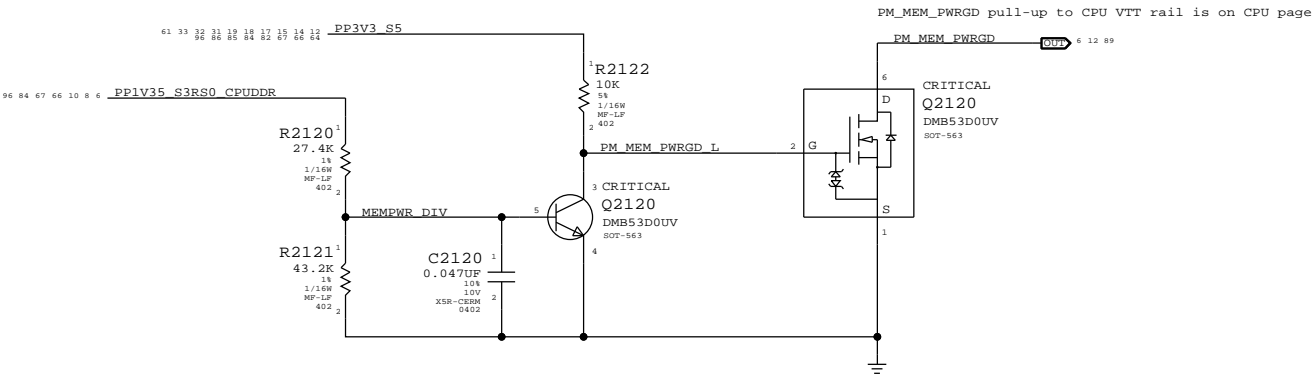 PM_MEM_PWRGD pull-up to CPU VTT rail is on CPU page
61 33 32 31 19 18 17 15 14 12
96 86 85 84 82 67 66 64
PP3V3_S5
PM_MEM_PWRGD
OUT
6 12 89
96 84 67 66 10 8 6
PP1V35_S3RS0_CPUDDR
1
R2122
10K
5%
1/16W
MF-LF
402
2
6
CRITICAL
D
Q2120
DMB53D0UV
SOT-563
R2120
1
27.4K
1%
1/16W
MF-LF
402
2
PM_MEM_PWRGD_L
2
G
S
1
3
CRITICAL
Q2120
DMB53D0UV
SOT-563
MEMPWR_DIV
5
4
R2121
1
43.2K
1%
1/16W
MF-LF
402
2
C2120
1
0.047UF
10%
10V
X5R-CERM
0402
2